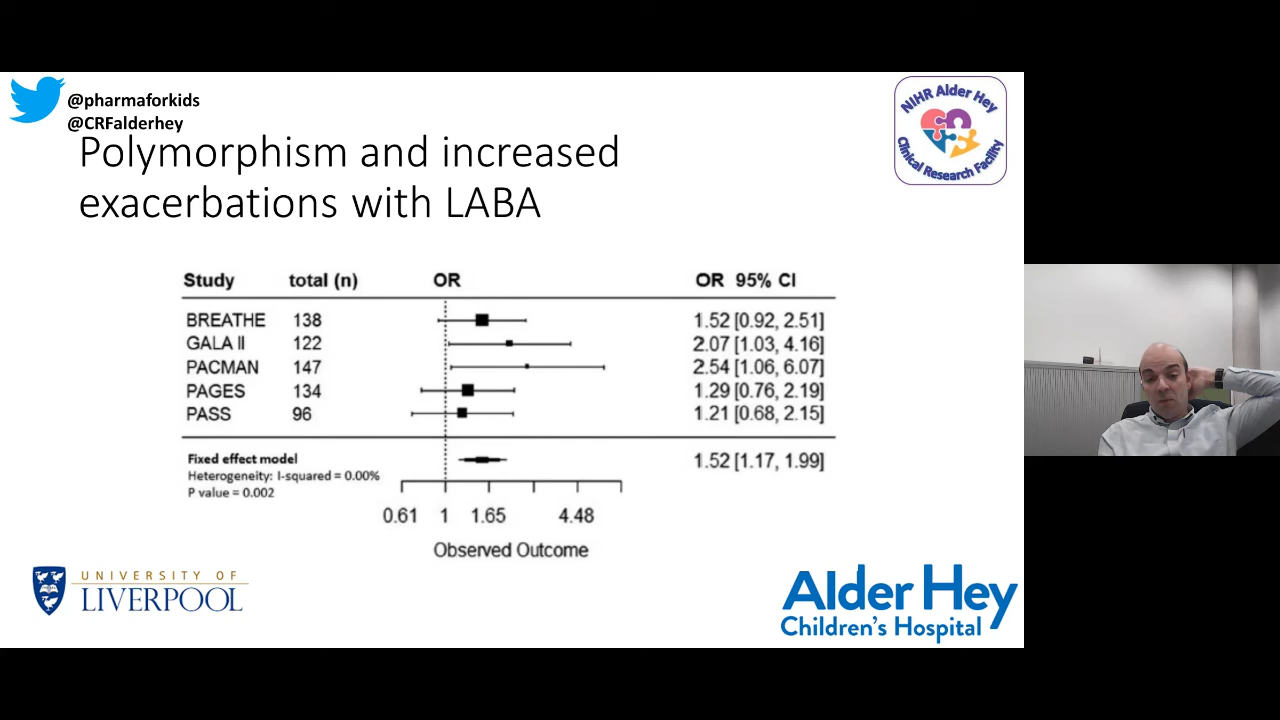 @pharmaforkids
@CRFalderhey
NIHR Alder Hey
Clinical Research Facility
Polymorphism and increased
exacerbations with LABA
Study total (n) OR OR 95% CI
BREATHE 138 1.52 [0.92, 2.51]
GALA II 122 2.07 [1.03, 4.16]
PACMAN 147 2.54 [1.06, 6.07]
PAGES 134 1.29 [0.76, 2.19]
PASS 96 1.21 [0.68, 2.15]
Fixed effect model 1.52 [1.17, 1.99]
Heterogeneity: I-squared = 0.00%
P value = 0.002
0.61 1 1.65 4.48
Observed Outcome
UNIVERSITY OF
LIVERPOOL
Alder Hey
Children's Hospital